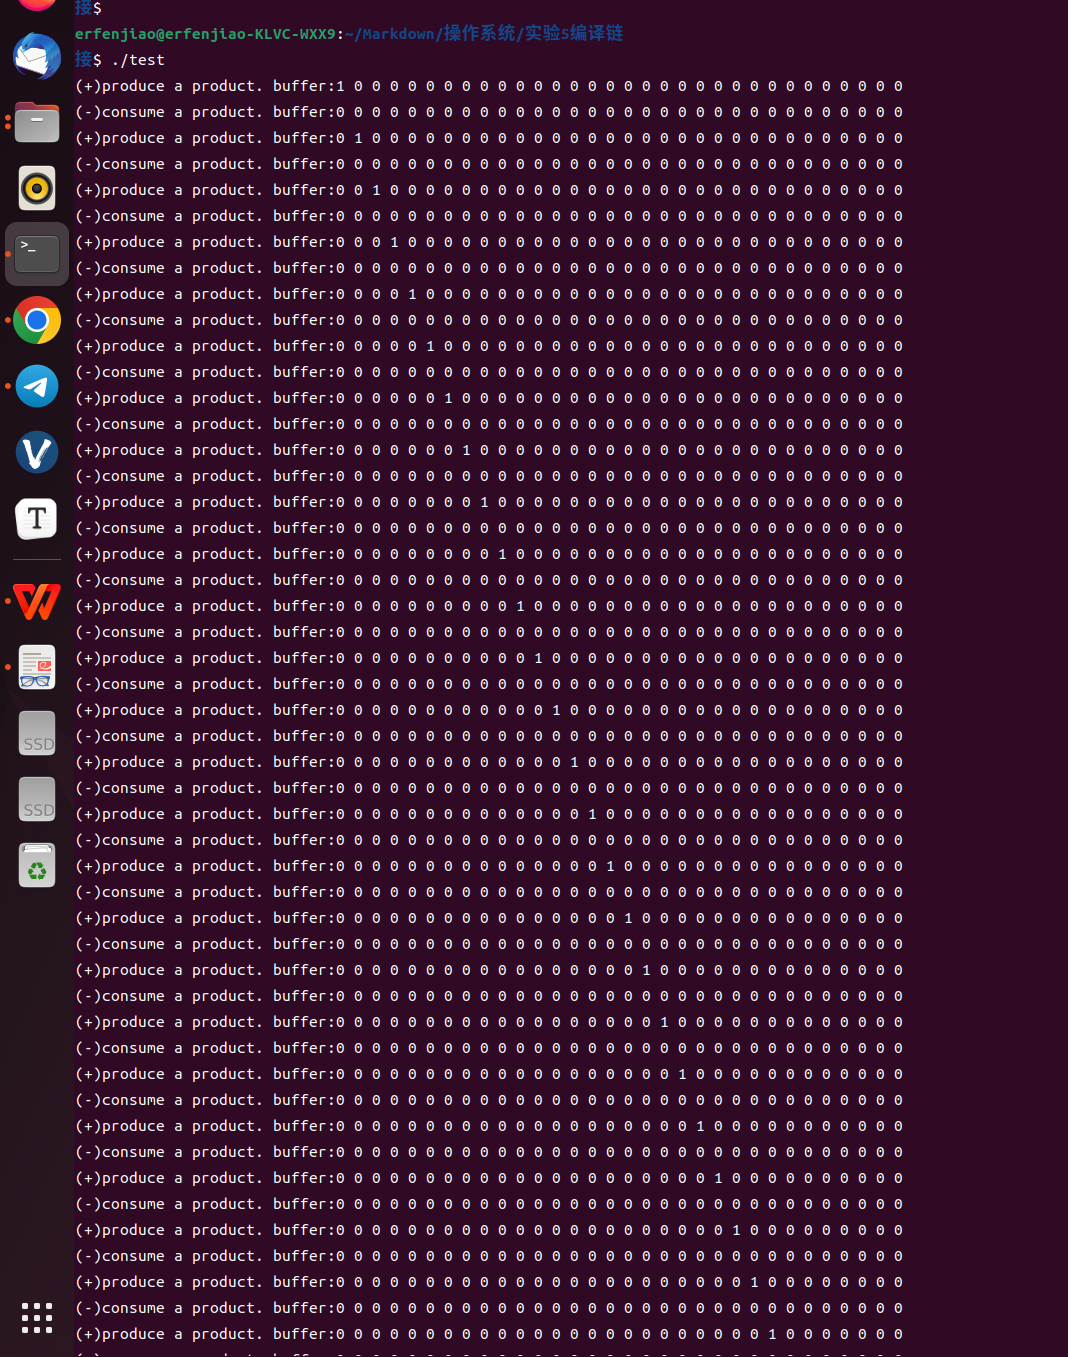 接$
erfenjiao@erfenjiao-KLVC-WXX9:~/Markdown/操作系统/实验5编译链
接$ ./test
(+)produce a product. buffer:1 0 0 0 0 0 0 0 0 0 0 0 0 0 0 0 0 0 0 0 0 0 0 0 0 0 0 0 0 0 0 0
(-)consume a product. buffer:0 0 0 0 0 0 0 0 0 0 0 0 0 0 0 0 0 0 0 0 0 0 0 0 0 0 0 0 0 0 0 0
(+)produce a product. buffer:0 1 0 0 0 0 0 0 0 0 0 0 0 0 0 0 0 0 0 0 0 0 0 0 0 0 0 0 0 0 0 0
(-)consume a product. buffer:0 0 0 0 0 0 0 0 0 0 0 0 0 0 0 0 0 0 0 0 0 0 0 0 0 0 0 0 0 0 0 0
(+)produce a product. buffer:0 0 1 0 0 0 0 0 0 0 0 0 0 0 0 0 0 0 0 0 0 0 0 0 0 0 0 0 0 0 0 0
(-)consume a product. buffer:0 0 0 0 0 0 0 0 0 0 0 0 0 0 0 0 0 0 0 0 0 0 0 0 0 0 0 0 0 0 0 0
(+)produce a product. buffer:0 0 0 1 0 0 0 0 0 0 0 0 0 0 0 0 0 0 0 0 0 0 0 0 0 0 0 0 0 0 0 0
(-)consume a product. buffer:0 0 0 0 0 0 0 0 0 0 0 0 0 0 0 0 0 0 0 0 0 0 0 0 0 0 0 0 0 0 0 0
(+)produce a product. buffer:0 0 0 0 1 0 0 0 0 0 0 0 0 0 0 0 0 0 0 0 0 0 0 0 0 0 0 0 0 0 0 0
(-)consume a product. buffer:0 0 0 0 0 0 0 0 0 0 0 0 0 0 0 0 0 0 0 0 0 0 0 0 0 0 0 0 0 0 0 0
(+)produce a product. buffer:0 0 0 0 0 1 0 0 0 0 0 0 0 0 0 0 0 0 0 0 0 0 0 0 0 0 0 0 0 0 0 0
(-)consume a product. buffer:0 0 0 0 0 0 0 0 0 0 0 0 0 0 0 0 0 0 0 0 0 0 0 0 0 0 0 0 0 0 0 0
(+)produce a product. buffer:0 0 0 0 0 0 1 0 0 0 0 0 0 0 0 0 0 0 0 0 0 0 0 0 0 0 0 0 0 0 0 0
(-)consume a product. buffer:0 0 0 0 0 0 0 0 0 0 0 0 0 0 0 0 0 0 0 0 0 0 0 0 0 0 0 0 0 0 0 0
(+)produce a product. buffer:0 0 0 0 0 0 0 1 0 0 0 0 0 0 0 0 0 0 0 0 0 0 0 0 0 0 0 0 0 0 0 0
(-)consume a product. buffer:0 0 0 0 0 0 0 0 0 0 0 0 0 0 0 0 0 0 0 0 0 0 0 0 0 0 0 0 0 0 0 0
(+)produce a product. buffer:0 0 0 0 0 0 0 0 1 0 0 0 0 0 0 0 0 0 0 0 0 0 0 0 0 0 0 0 0 0 0 0
(-)consume a product. buffer:0 0 0 0 0 0 0 0 0 0 0 0 0 0 0 0 0 0 0 0 0 0 0 0 0 0 0 0 0 0 0 0
(+)produce a product. buffer:0 0 0 0 0 0 0 0 0 1 0 0 0 0 0 0 0 0 0 0 0 0 0 0 0 0 0 0 0 0 0 0
(-)consume a product. buffer:0 0 0 0 0 0 0 0 0 0 0 0 0 0 0 0 0 0 0 0 0 0 0 0 0 0 0 0 0 0 0 0
(+)produce a product. buffer:0 0 0 0 0 0 0 0 0 0 1 0 0 0 0 0 0 0 0 0 0 0 0 0 0 0 0 0 0 0 0 0
(-)consume a product. buffer:0 0 0 0 0 0 0 0 0 0 0 0 0 0 0 0 0 0 0 0 0 0 0 0 0 0 0 0 0 0 0 0
(+)produce a product. buffer:0 0 0 0 0 0 0 0 0 0 0 1 0 0 0 0 0 0 0 0 0 0 0 0 0 0 0 0 0 0 0 0
(-)consume a product. buffer:0 0 0 0 0 0 0 0 0 0 0 0 0 0 0 0 0 0 0 0 0 0 0 0 0 0 0 0 0 0 0 0
(+)produce a product. buffer:0 0 0 0 0 0 0 0 0 0 0 0 1 0 0 0 0 0 0 0 0 0 0 0 0 0 0 0 0 0 0 0
(-)consume a product. buffer:0 0 0 0 0 0 0 0 0 0 0 0 0 0 0 0 0 0 0 0 0 0 0 0 0 0 0 0 0 0 0 0
(+)produce a product. buffer:0 0 0 0 0 0 0 0 0 0 0 0 0 1 0 0 0 0 0 0 0 0 0 0 0 0 0 0 0 0 0 0
(-)consume a product. buffer:0 0 0 0 0 0 0 0 0 0 0 0 0 0 0 0 0 0 0 0 0 0 0 0 0 0 0 0 0 0 0 0
(+)produce a product. buffer:0 0 0 0 0 0 0 0 0 0 0 0 0 0 1 0 0 0 0 0 0 0 0 0 0 0 0 0 0 0 0 0
(-)consume a product. buffer:0 0 0 0 0 0 0 0 0 0 0 0 0 0 0 0 0 0 0 0 0 0 0 0 0 0 0 0 0 0 0 0
(+)produce a product. buffer:0 0 0 0 0 0 0 0 0 0 0 0 0 0 0 1 0 0 0 0 0 0 0 0 0 0 0 0 0 0 0 0
(-)consume a product. buffer:0 0 0 0 0 0 0 0 0 0 0 0 0 0 0 0 0 0 0 0 0 0 0 0 0 0 0 0 0 0 0 0
(+)produce a product. buffer:0 0 0 0 0 0 0 0 0 0 0 0 0 0 0 0 1 0 0 0 0 0 0 0 0 0 0 0 0 0 0 0
(-)consume a product. buffer:0 0 0 0 0 0 0 0 0 0 0 0 0 0 0 0 0 0 0 0 0 0 0 0 0 0 0 0 0 0 0 0
(+)produce a product. buffer:0 0 0 0 0 0 0 0 0 0 0 0 0 0 0 0 0 1 0 0 0 0 0 0 0 0 0 0 0 0 0 0
(-)consume a product. buffer:0 0 0 0 0 0 0 0 0 0 0 0 0 0 0 0 0 0 0 0 0 0 0 0 0 0 0 0 0 0 0 0
(+)produce a product. buffer:0 0 0 0 0 0 0 0 0 0 0 0 0 0 0 0 0 0 1 0 0 0 0 0 0 0 0 0 0 0 0 0
(-)consume a product. buffer:0 0 0 0 0 0 0 0 0 0 0 0 0 0 0 0 0 0 0 0 0 0 0 0 0 0 0 0 0 0 0 0
(+)produce a product. buffer:0 0 0 0 0 0 0 0 0 0 0 0 0 0 0 0 0 0 0 1 0 0 0 0 0 0 0 0 0 0 0 0
(-)consume a product. buffer:0 0 0 0 0 0 0 0 0 0 0 0 0 0 0 0 0 0 0 0 0 0 0 0 0 0 0 0 0 0 0 0
(+)produce a product. buffer:0 0 0 0 0 0 0 0 0 0 0 0 0 0 0 0 0 0 0 0 1 0 0 0 0 0 0 0 0 0 0 0
(-)consume a product. buffer:0 0 0 0 0 0 0 0 0 0 0 0 0 0 0 0 0 0 0 0 0 0 0 0 0 0 0 0 0 0 0 0
(+)produce a product. buffer:0 0 0 0 0 0 0 0 0 0 0 0 0 0 0 0 0 0 0 0 0 1 0 0 0 0 0 0 0 0 0 0
(-)consume a product. buffer:0 0 0 0 0 0 0 0 0 0 0 0 0 0 0 0 0 0 0 0 0 0 0 0 0 0 0 0 0 0 0 0
(+)produce a product. buffer:0 0 0 0 0 0 0 0 0 0 0 0 0 0 0 0 0 0 0 0 0 0 1 0 0 0 0 0 0 0 0 0
(-)consume a product. buffer:0 0 0 0 0 0 0 0 0 0 0 0 0 0 0 0 0 0 0 0 0 0 0 0 0 0 0 0 0 0 0 0
(+)produce a product. buffer:0 0 0 0 0 0 0 0 0 0 0 0 0 0 0 0 0 0 0 0 0 0 0 1 0 0 0 0 0 0 0 0
(-)consume a product. buffer:0 0 0 0 0 0 0 0 0 0 0 0 0 0 0 0 0 0 0 0 0 0 0 0 0 0 0 0 0 0 0 0
(+)produce a product. buffer:0 0 0 0 0 0 0 0 0 0 0 0 0 0 0 0 0 0 0 0 0 0 0 0 1 0 0 0 0 0 0 0
>_
T
SSD
SSD